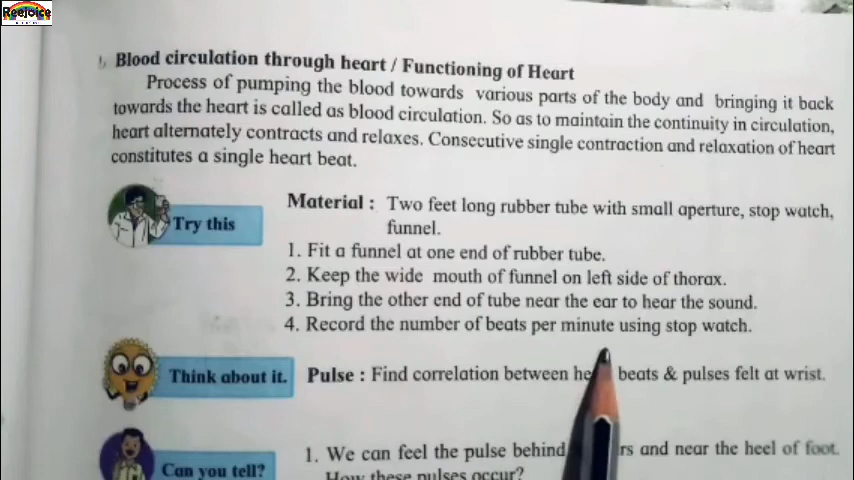 Reejoice
Blood circulation through heart / Functioning of Heart
Process of pumping the blood towards various parts of the body and bringing it back
towards the heart is called as blood circulation. So as to maintain the continuity in circulation,
heart alternately contracts and relaxes. Consecutive single contraction and relaxation of heart
constitutes a single heart beat.
Material : Two feet long rubber tube with small aperture, stop watch,
funnel.
Try this
1. Fit a funnel at one end of rubber tube.
2. Keep the wide mouth of funnel on left side of thorax.
3. Bring the other end of tube near the ear to hear the sound.
4. Record the number of beats per minute using stop watch.
Think about it.
Pulse : Find correlation between beats & pulses felt at wrist.
Can you tell?
1. We can feel the pulse behind and near the heel of foot.
How these pulses occur?